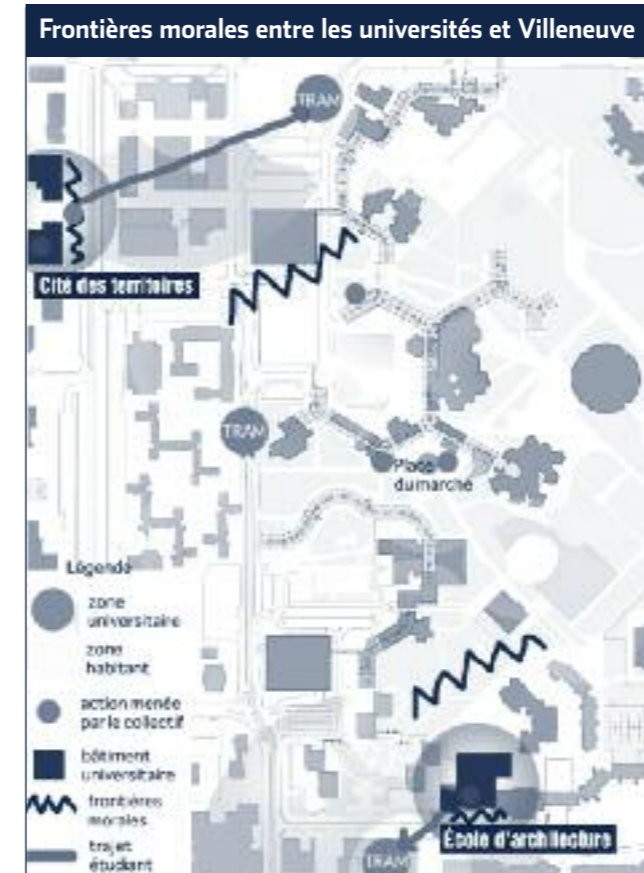 Frontières morales entre les universités et Villeneuve
TRAM
Cité des territoires
TRAM
Place
du marché
Légende
zone
universitaire
zone
habitant
action menée
par le collectif
bâtiment
universitaire
frontières
morales
trajet
étudiant
École d'architecture
TRAM